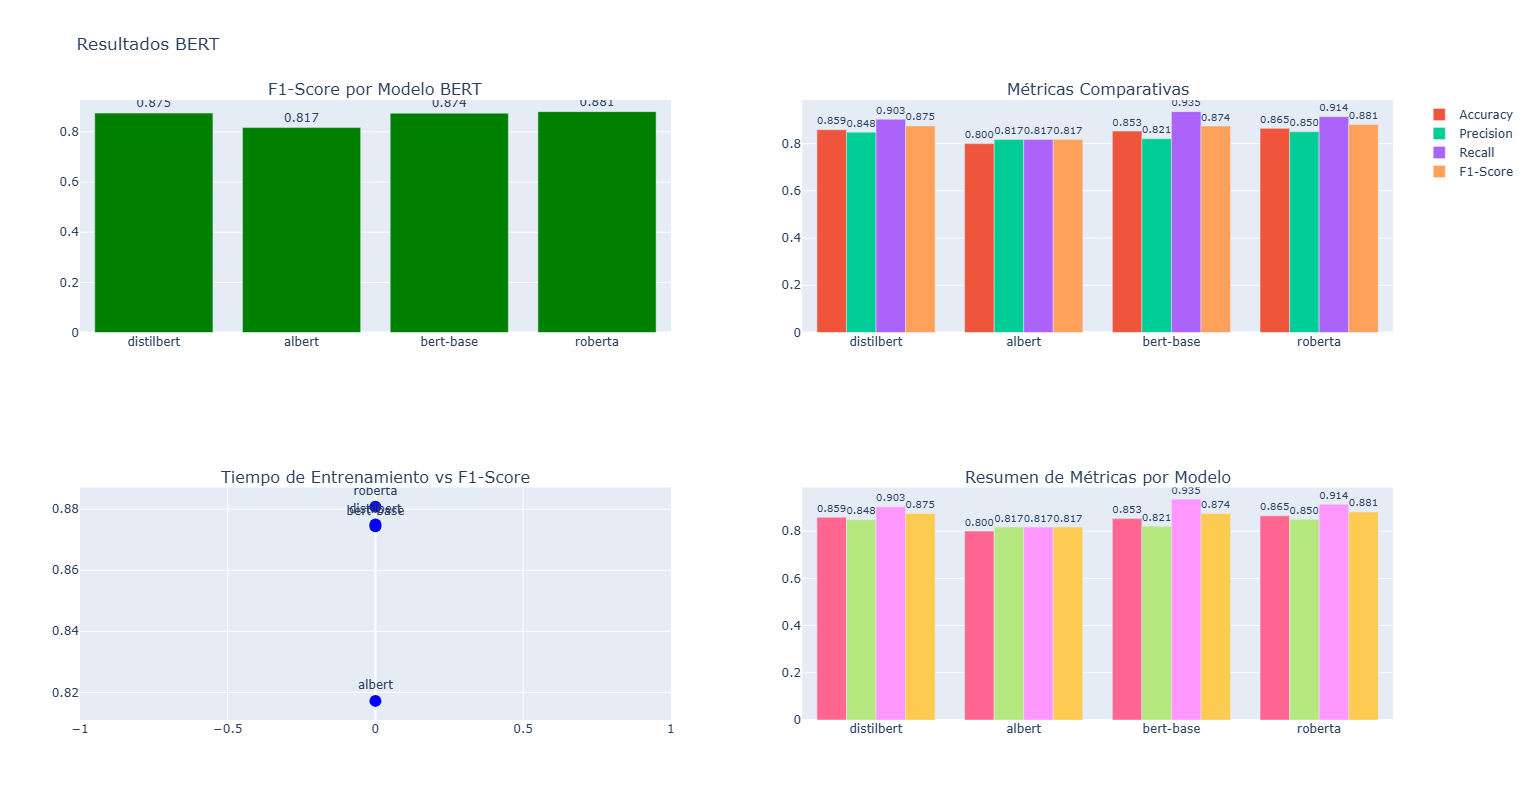 Resultados BERT
F1-Score por Modelo BERT
0.875
0.817
0.874
0.881
0.8
0.6
0.4
0.2
0
distilbert
albert
bert-base
roberta
Métricas Comparativas
0.859
0.848
0.903
0.875
0.800
0.817
0.817
0.817
0.853
0.821
0.935
0.874
0.865
0.850
0.914
0.881
0.8
0.6
0.4
0.2
0
distilbert
albert
bert-base
roberta
Accuracy
Precision
Recall
F1-Score
Tiempo de Entrenamiento vs F1-Score
roberta
distilbert
bert-base
albert
0.88
0.86
0.84
0.82
−1
−0.5
0
0.5
1
Resumen de Métricas por Modelo
0.859
0.848
0.903
0.875
0.800
0.817
0.817
0.817
0.853
0.821
0.935
0.874
0.865
0.850
0.914
0.881
0.8
0.6
0.4
0.2
0
distilbert
albert
bert-base
roberta